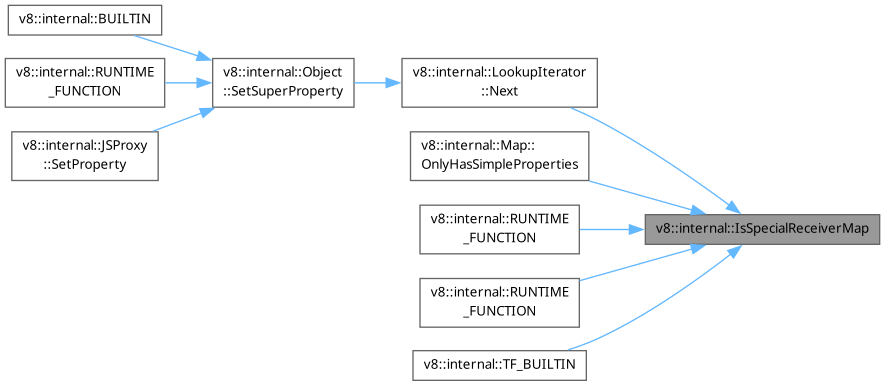 v8::internal::BUILTIN
v8::internal::RUNTIME
_FUNCTION
v8::internal::JSProxy
::SetProperty
v8::internal::Object
::SetSuperProperty
v8::internal::LookupIterator
::Next
v8::internal::Map::
OnlyHasSimpleProperties
v8::internal::RUNTIME
_FUNCTION
v8::internal::RUNTIME
_FUNCTION
v8::internal::TF_BUILTIN
v8::internal::IsSpecialReceiverMap